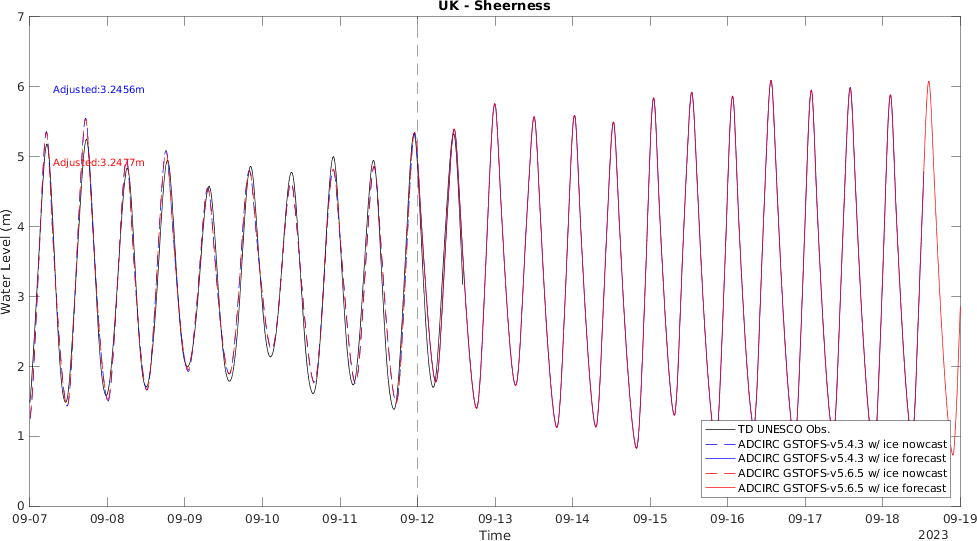 UK - Sheerness
7
6
5
4
3
2
1
0
Water Level (m)
Adjusted:3.2456m
Adjusted:3.2477m
TD UNESCO Obs.
ADCIRC GSTOFS-v5.4.3 w/ ice nowcast
ADCIRC GSTOFS-v5.4.3 w/ ice forecast
ADCIRC GSTOFS-v5.6.5 w/ ice nowcast
ADCIRC GSTOFS-v5.6.5 w/ ice forecast
09-07 09-08 09-09 09-10 09-11 09-12 09-13 09-14 09-15 09-16 09-17 09-18 09-19
Time
2023